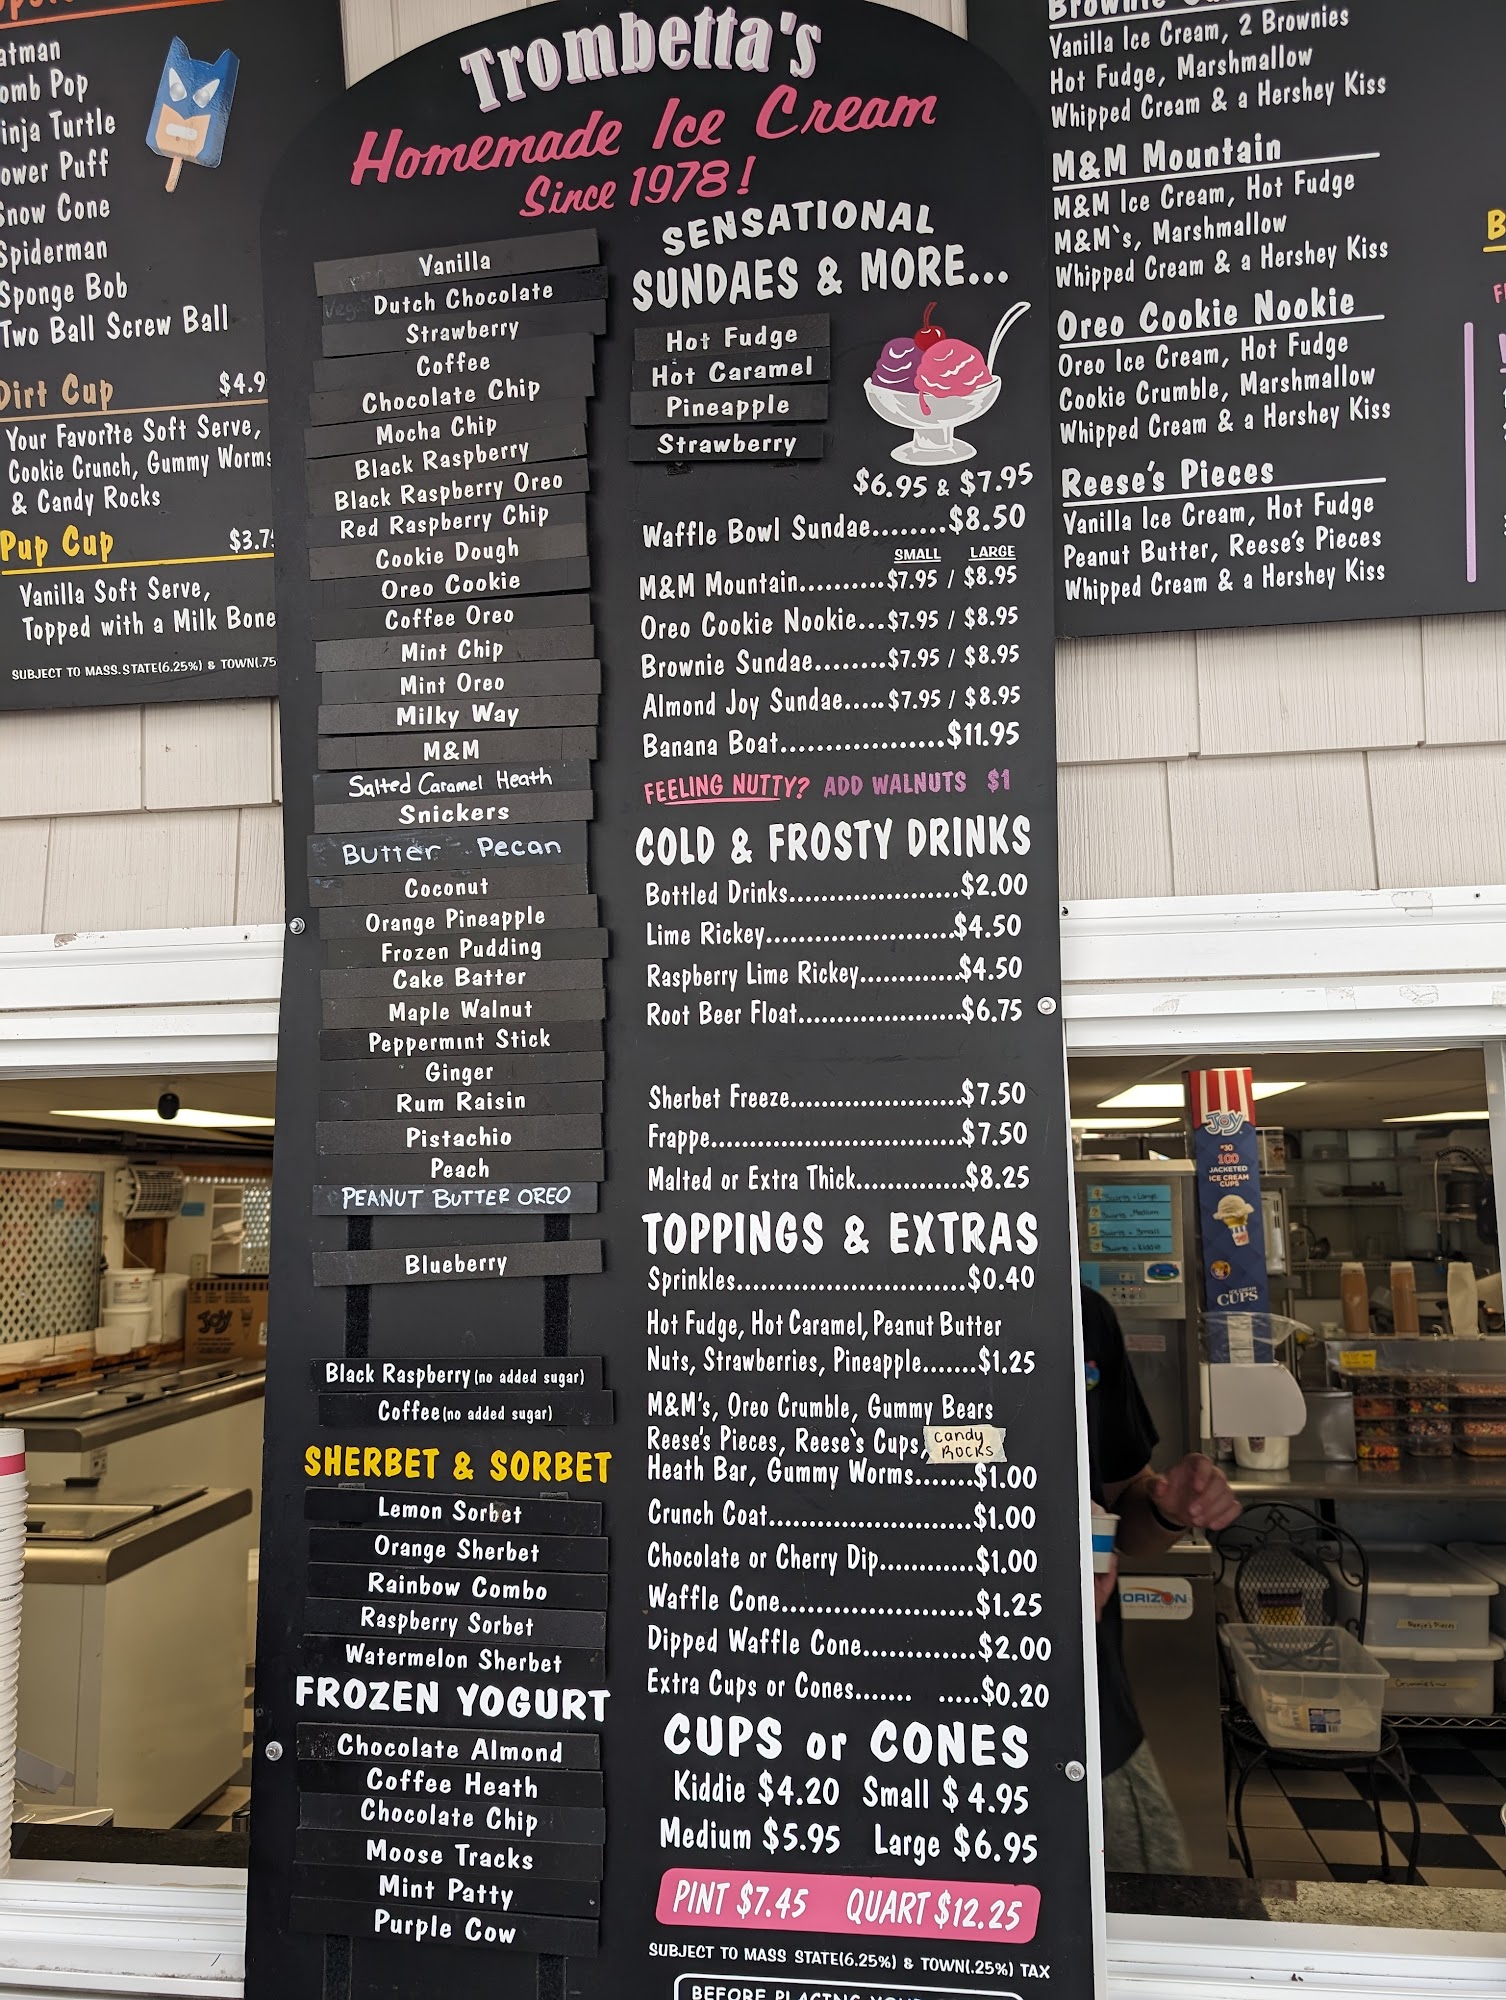 atman
omb Pop
inja Turtle
ower Puff
Snow Cone
Spiderman
Sponge Bob
Two Ball Screw Ball
Dirt Cup $4.9
Your Favorite Soft Serve,
Cookie Crunch, Gummy Worms
& Candy Rocks
Pup Cup $3.75
Vanilla Soft Serve,
Topped with a Milk Bone
SUBJECT TO MASS. STATE(6.25%) & TOWN(.75
Trombetta's
Homemade Ice Cream
Since 1978!
Vanilla
Dutch Chocolate
Strawberry
Coffee
Chocolate Chip
Mocha Chip
Black Raspberry
Black Raspberry Oreo
Red Raspberry Chip
Cookie Dough
Oreo Cookie
Coffee Oreo
Mint Chip
Mint Oreo
Milky Way
M&M
Salted Caramel Heath
Snickers
Butter Pecan
Coconut
Orange Pineapple
Frozen Pudding
Cake Batter
Maple Walnut
Peppermint Stick
Ginger
Rum Raisin
Pistachio
Peach
PEANUT BUTTER OREO
Blueberry
Black Raspberry (no added sugar)
Coffee (no added sugar)
SHERBET & SORBET
Lemon Sorbet
Orange Sherbet
Rainbow Combo
Raspberry Sorbet
Watermelon Sherbet
FROZEN YOGURT
Chocolate Almond
Coffee Heath
Chocolate Chip
Moose Tracks
Mint Patty
Purple Cow
SENSATIONAL
SUNDAES & MORE...
Hot Fudge
Hot Caramel
Pineapple
Strawberry
$6.95 & $7.95
Waffle Bowl Sundae........$8.50
SMALL LARGE
M&M Mountain..........$7.95 / $8.95
Oreo Cookie Nookie...$7.95 / $8.95
Brownie Sundae........$7.95 / $8.95
Almond Joy Sundae.....$7.95 / $8.95
Banana Boat...................$11.95
FEELING NUTTY? ADD WALNUTS $1
COLD & FROSTY DRINKS
Bottled Drinks.......................$2.00
Lime Rickey.........................$4.50
Raspberry Lime Rickey.............$4.50
Root Beer Float.....................$6.75
Sherbet Freeze......................$7.50
Frappe................................$7.50
Malted or Extra Thick..............$8.25
TOPPINGS & EXTRAS
Sprinkles.............................$0.40
Hot Fudge, Hot Caramel, Peanut Butter
Nuts, Strawberries, Pineapple.......$1.25
M&M's, Oreo Crumble, Gummy Bears
Reese's Pieces, Reese's Cups, Candy Rocks
Heath Bar, Gummy Worms.......$1.00
Crunch Coat..........................$1.00
Chocolate or Cherry Dip............$1.00
Waffle Cone.........................$1.25
Dipped Waffle Cone..............$2.00
Extra Cups or Cones....... .....$0.20
CUPS or CONES
Kiddie $4.20 Small $4.95
Medium $5.95 Large $6.95
PINT $7.45 QUART $12.25
SUBJECT TO MASS STATE(6.25%) & TOWN(.25%) TAX
BEFORE PLACING
Vanilla Ice Cream, 2 Brownies
Hot Fudge, Marshmallow
Whipped Cream & a Hershey Kiss
M&M Mountain
M&M Ice Cream, Hot Fudge
M&M's, Marshmallow
Whipped Cream & a Hershey Kiss
Oreo Cookie Nookie
Oreo Ice Cream, Hot Fudge
Cookie Crumble, Marshmallow
Whipped Cream & a Hershey Kiss
Reese's Pieces
Vanilla Ice Cream, Hot Fudge
Peanut Butter, Reese's Pieces
Whipped Cream & a Hershey Kiss
JOY
#30
100
JACKETED
ICE CREAM
CUPS
CUPS
JOY
ORIZON